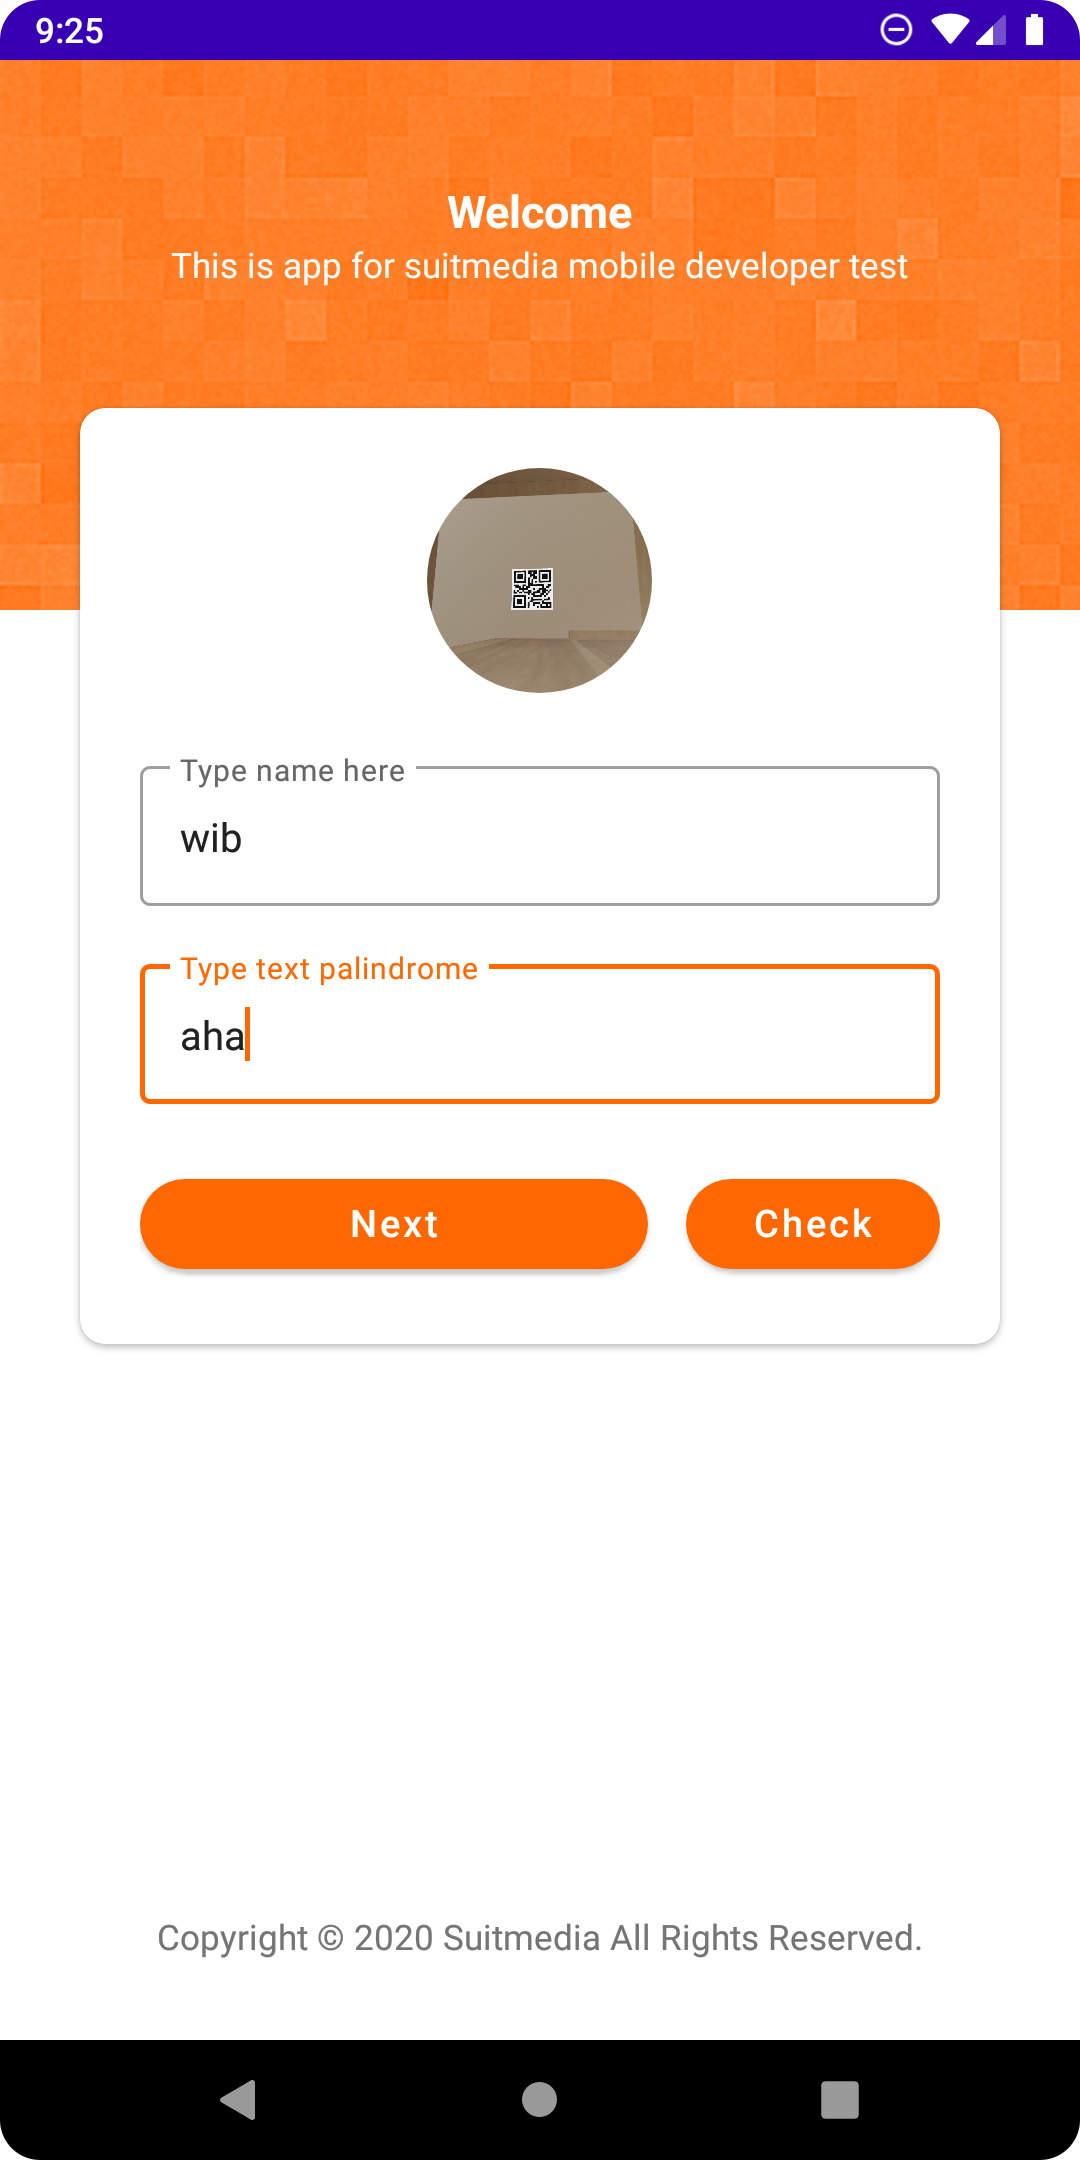 9:25
Welcome
This is app for suitmedia mobile developer test
Type name here
wib
Type text palindrome
aha
Next
Check
Copyright © 2020 Suitmedia All Rights Reserved.